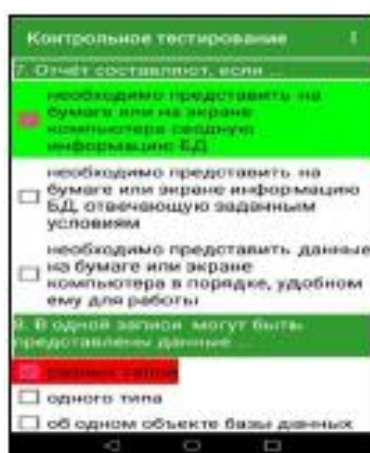 Контрольное тестирование
7. Отчёт составляют, если ...
необходимо представить на
бумаге или на экране
компьютера сводную
информацию БД
необходимо представить на
бумаге или экране информацию
БД, отвечающую заданным
условиям
необходимо представить данные
на бумаге или экране
компьютера в порядке, удобном
ему для работы
8. В одной записи могут быть
представлены данные ...
разных типов
одного типа
об одном объекте базы данных